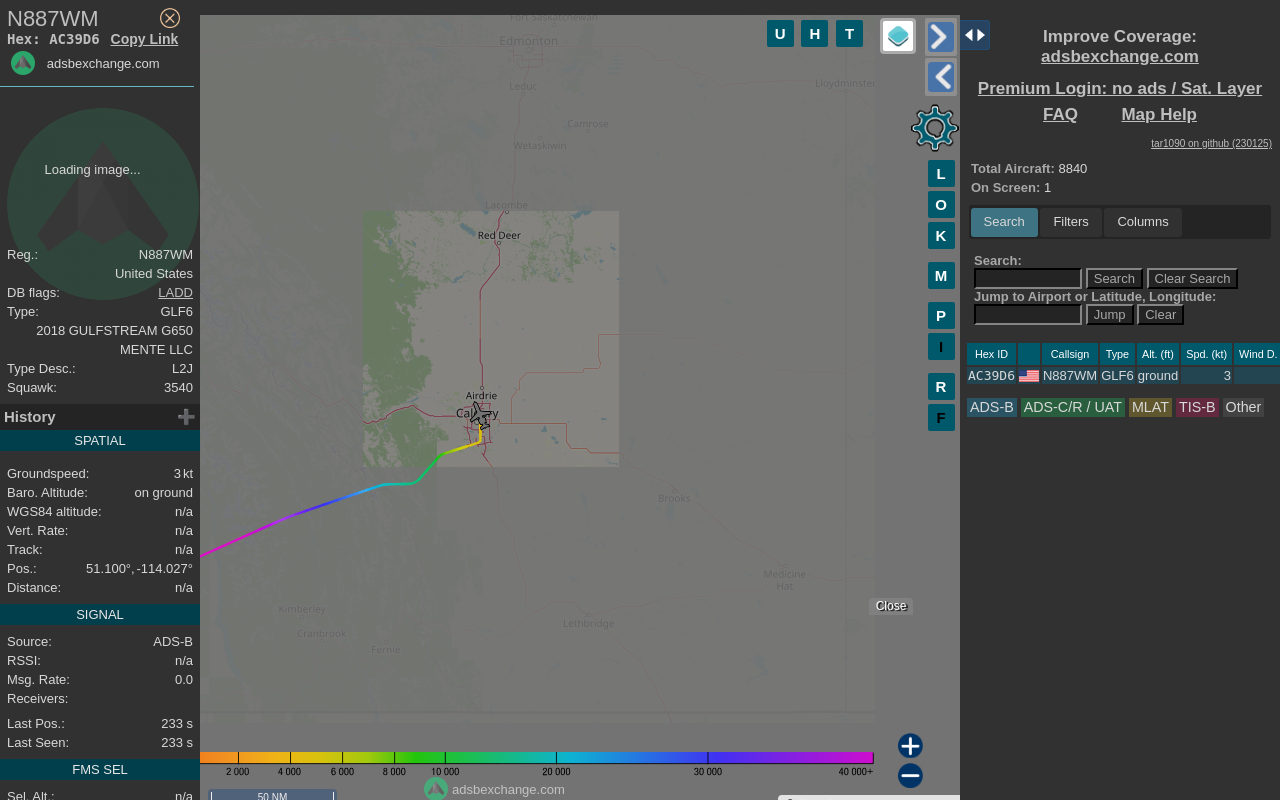 N887WM
Hex: AC39D6 Copy Link
adsbexchange.com
Loading image...
Reg.: N887WM
United States
DB flags: LADD
Type: GLF6
2018 GULFSTREAM G650
MENTE LLC
Type Desc.: L2J
Squawk: 3540
History
SPATIAL
Groundspeed: 3 kt
Baro. Altitude: on ground
WGS84 altitude: n/a
Vert. Rate: n/a
Track: n/a
Pos.: 51.100°, -114.027°
Distance: n/a
SIGNAL
Source: ADS-B
RSSI: n/a
Msg. Rate: 0.0
Receivers:
Last Pos.: 233 s
Last Seen: 233 s
FMS SEL
Sel. Alt.: n/a
Fort Saskatchewan
Edmonton
Leduc
Lloydminster
Camrose
Wetaskiwin
Lacombe
Red Deer
Airdrie
Brooks
Medicine
Hat
Kimberley
Cranbrook
Fernie
Lethbridge
U H T
L
O
K
M
P
I
R
F
Close
2 000 4 000 6 000 8 000 10 000 20 000 30 000 40 000+
50 NM
adsbexchange.com
Improve Coverage:
adsbexchange.com
Premium Login: no ads / Sat. Layer
FAQ Map Help
tar1090 on github (230125)
Total Aircraft: 8840
On Screen: 1
Search Filters Columns
Search:
Search Clear Search
Jump to Airport or Latitude, Longitude:
Jump Clear
Hex ID Callsign Type Alt. (ft) Spd. (kt) Wind D.
AC39D6 N887WM GLF6 ground 3
ADS-B ADS-C/R / UAT MLAT TIS-B Other